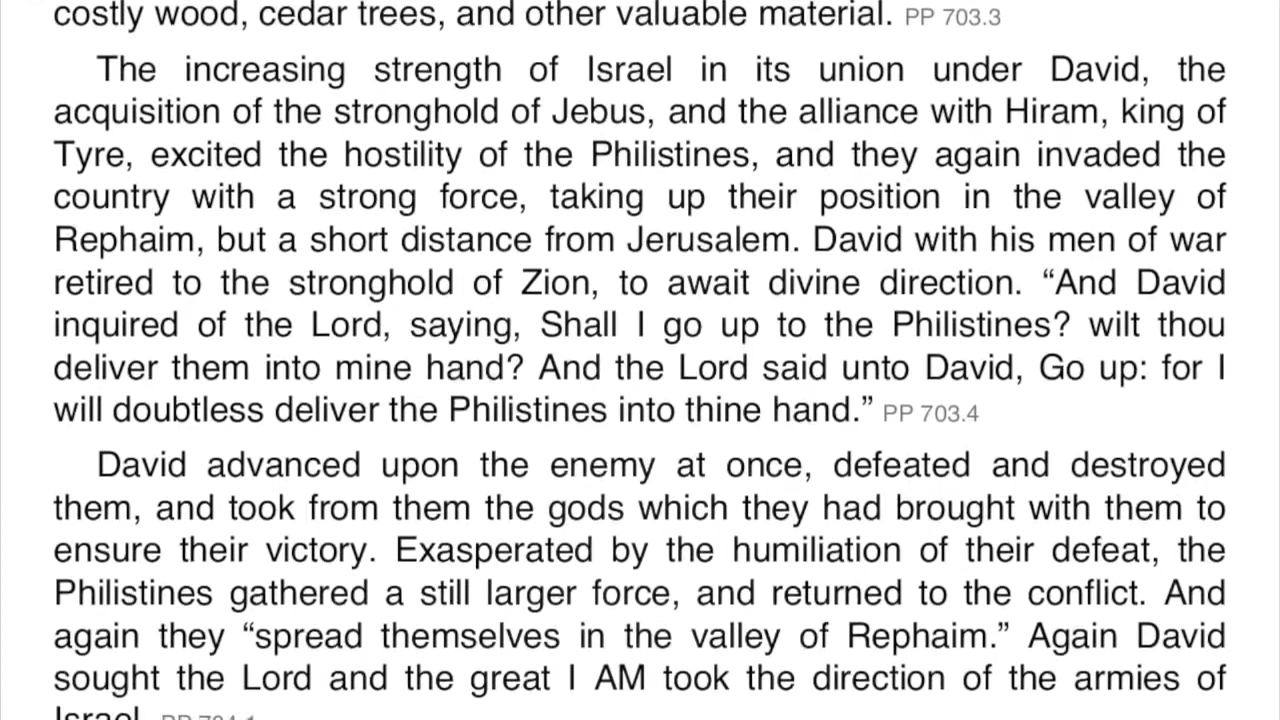 costly wood, cedar trees, and other valuable material. PP 703.3
The increasing strength of Israel in its union under David, the
acquisition of the stronghold of Jebus, and the alliance with Hiram, king of
Tyre, excited the hostility of the Philistines, and they again invaded the
country with a strong force, taking up their position in the valley of
Rephaim, but a short distance from Jerusalem. David with his men of war
retired to the stronghold of Zion, to await divine direction. “And David
inquired of the Lord, saying, Shall I go up to the Philistines? wilt thou
deliver them into mine hand? And the Lord said unto David, Go up: for I
will doubtless deliver the Philistines into thine hand.” PP 703.4
David advanced upon the enemy at once, defeated and destroyed
them, and took from them the gods which they had brought with them to
ensure their victory. Exasperated by the humiliation of their defeat, the
Philistines gathered a still larger force, and returned to the conflict. And
again they “spread themselves in the valley of Rephaim.” Again David
sought the Lord and the great I AM took the direction of the armies of
Israel. PP 704.1